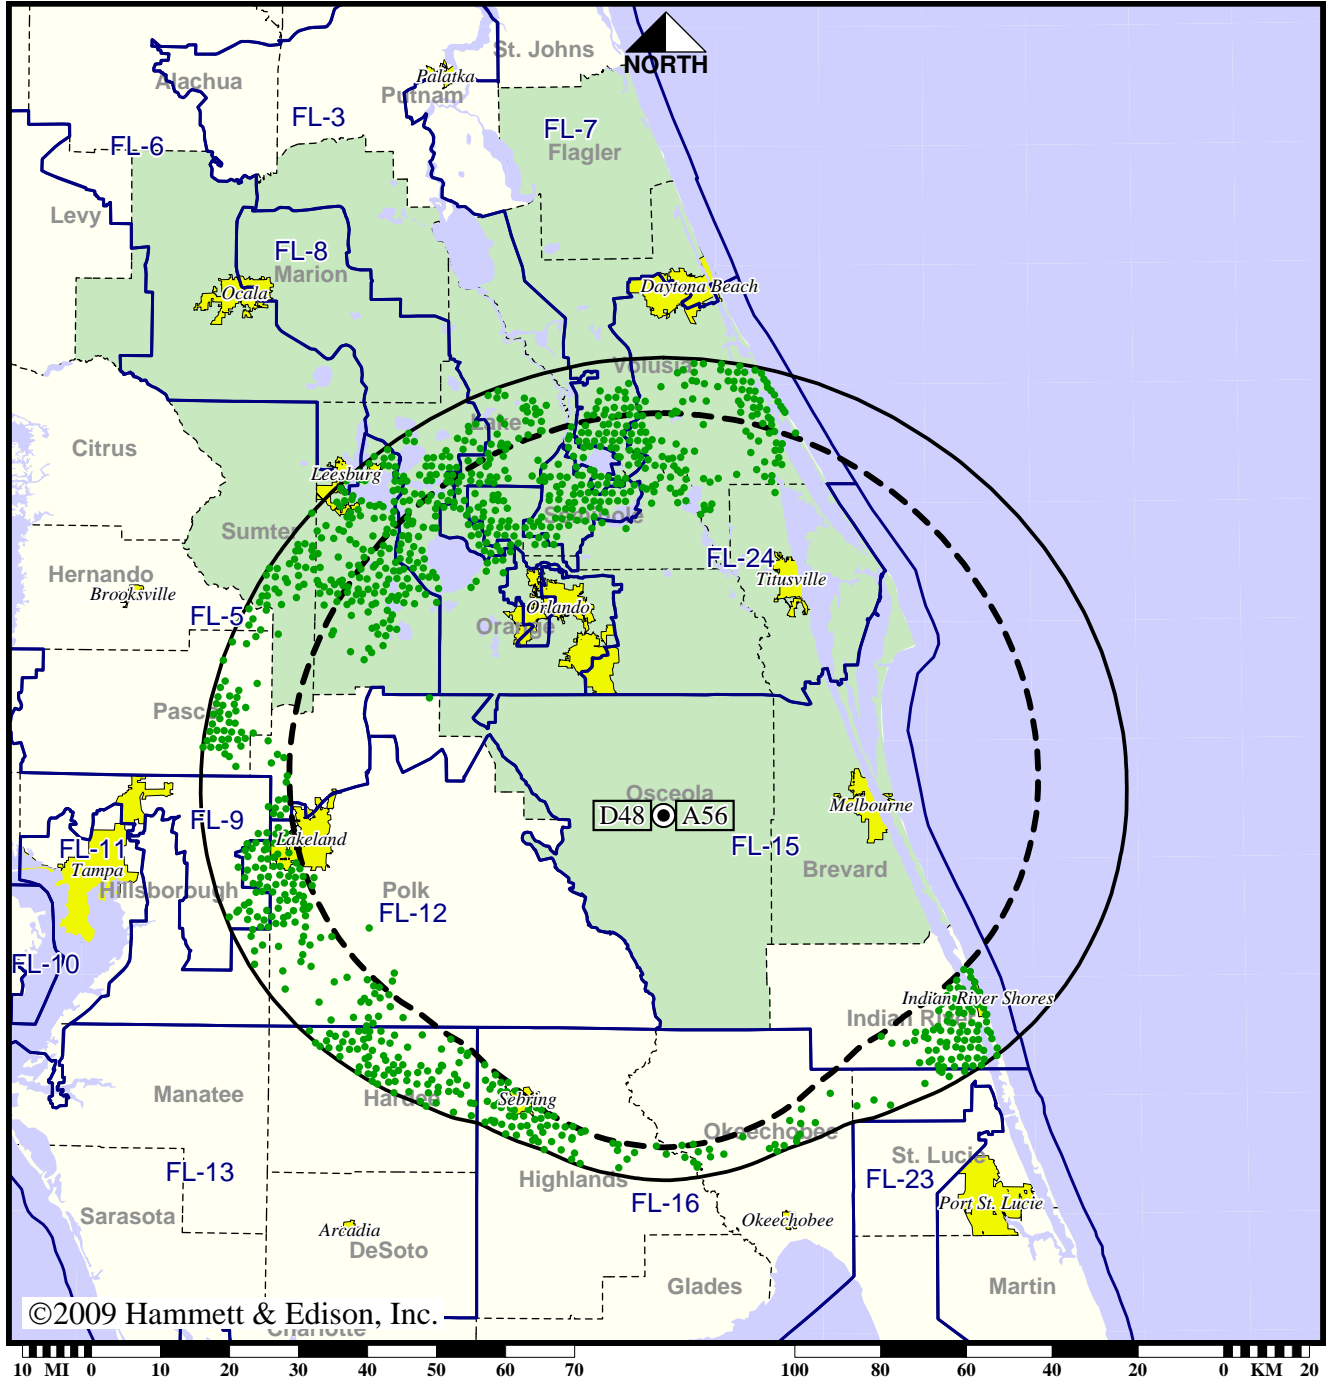 St. Johns
NORTH
Palatka
Alachua
Putnam
FL-3
FL-7
FL-6
Flagler
Levy
FL-8
Marion
Ocala
Daytona Beach
Volusia
Lake
Citrus
Leesburg
Seminole
Sumter
FL-24
Hernando
Titusville
Brooksville
Orlando
FL-5
Orange
Pasco
Osceola
Melbourne
D48 A56
FL-9
Lakeland
FL-11
FL-15
Tampa
Brevard
Hillsborough
Polk
FL-12
FL-10
Indian River Shores
Indian River
Manatee
Hardee
Sebring
Okeechobee
St. Lucie
FL-13
Highlands
FL-23
FL-16
Port St. Lucie
Sarasota
Okeechobee
Arcadia
DeSoto
Glades
Martin
©2009 Hammett & Edison, Inc.
Charlotte
10 MI 0 10 20 30 40 50 60 70 100 80 60 40 20 0 KM 20